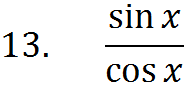 13. sin x / cos x